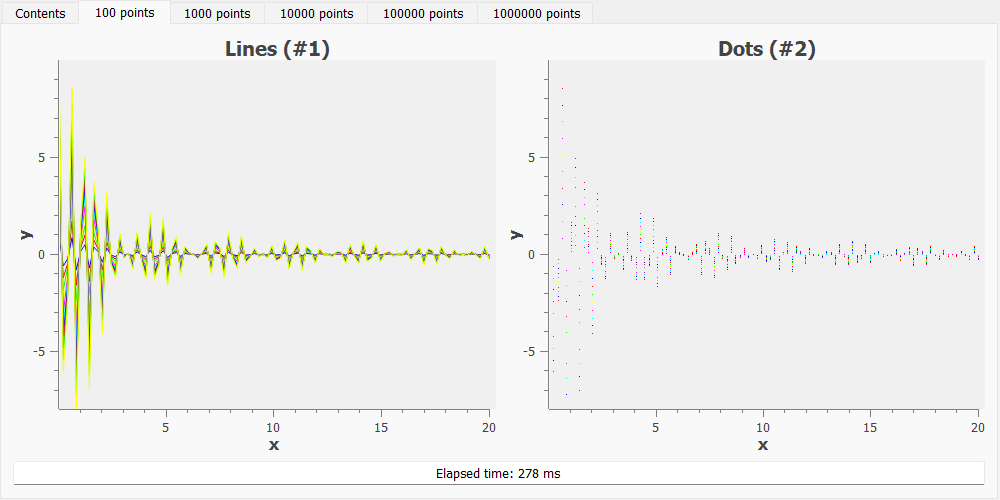 Contents 100 points 1000 points 10000 points 100000 points 1000000 points
Lines (#1)
5
0
-5
y
5 10 15 20
x
Dots (#2)
5
0
-5
y
5 10 15 20
x
Elapsed time: 278 ms